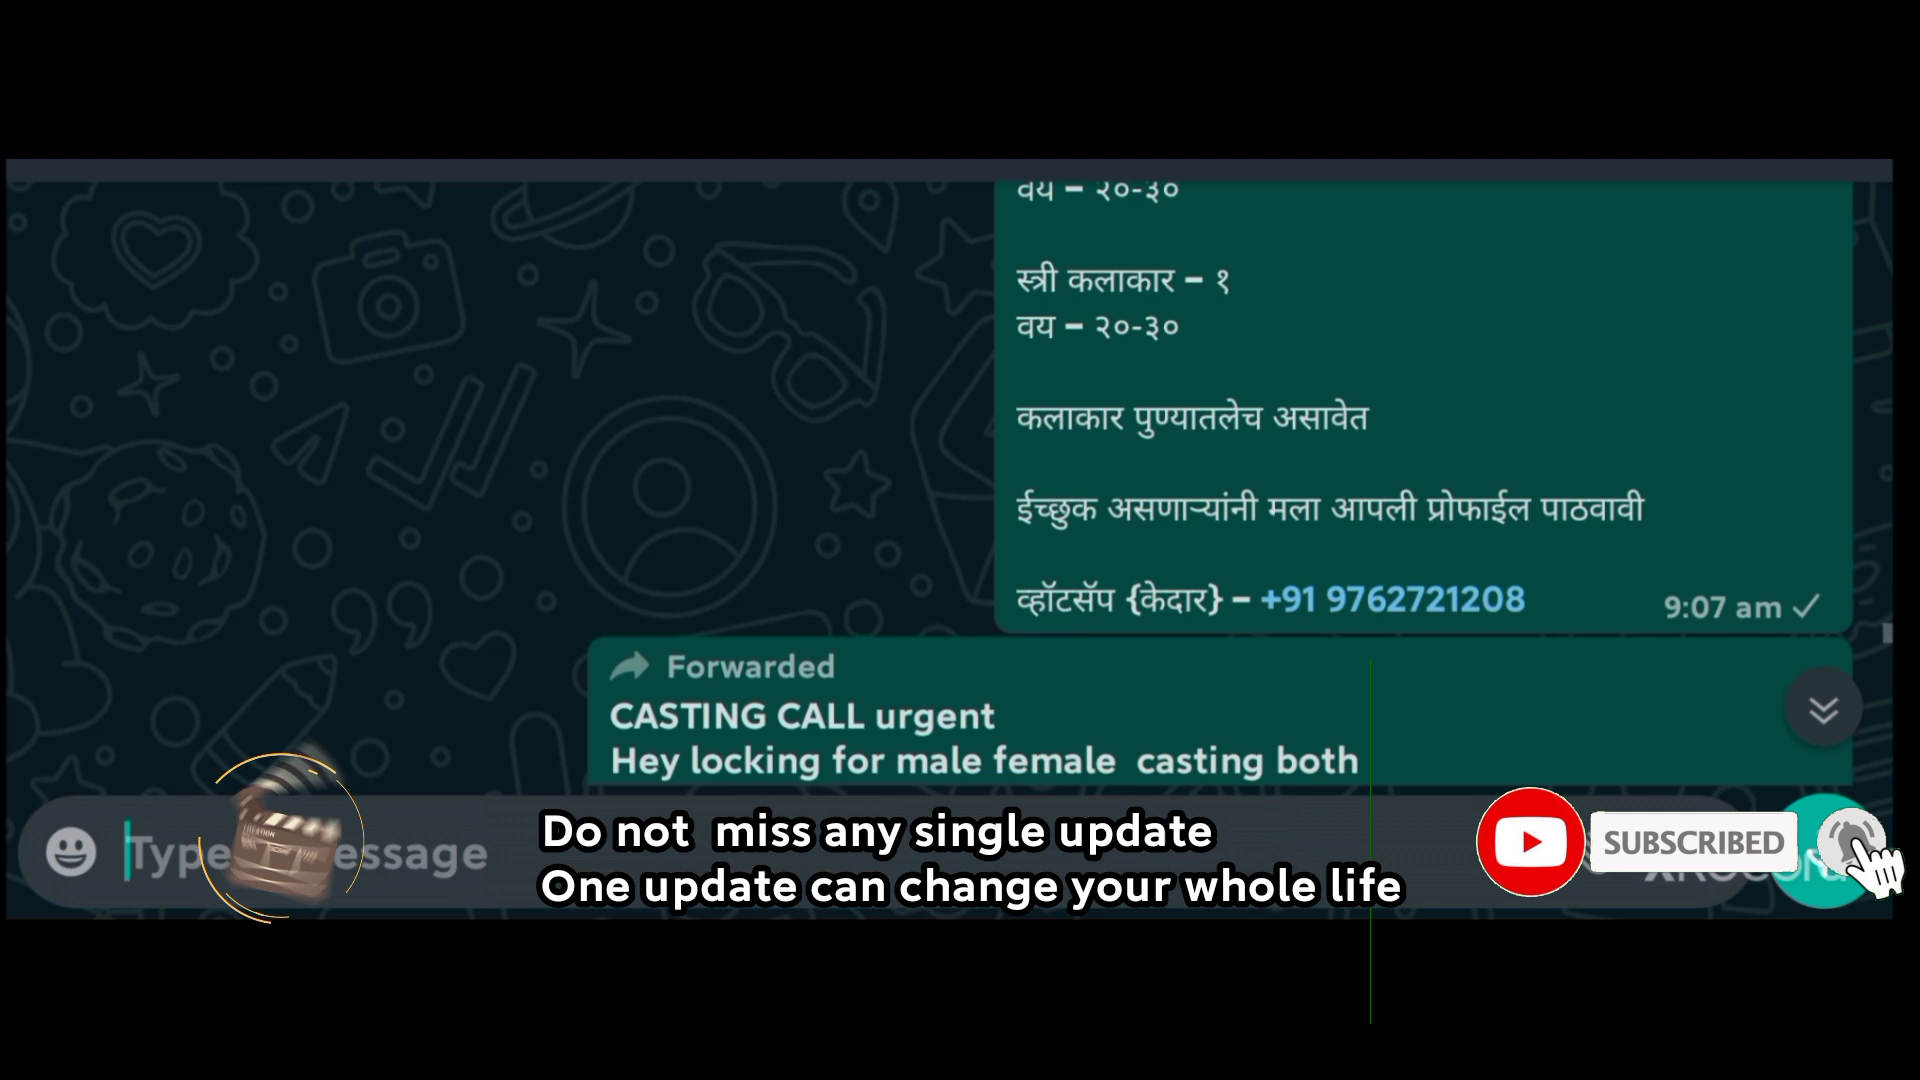 वय – २०-३०
स्त्री कलाकार – १
वय – २०-३०
कलाकार पुण्यातलेच असावेत
ईच्छुक असणाऱ्यांनी मला आपली प्रोफाईल पाठवावी
व्हॉटसॅप {केदार} – +91 9762721208
9:07 am
Forwarded
CASTING CALL urgent
Hey locking for male female casting both
Type
essage
Do not miss any single update
One update can change your whole life
SUBSCRIBED